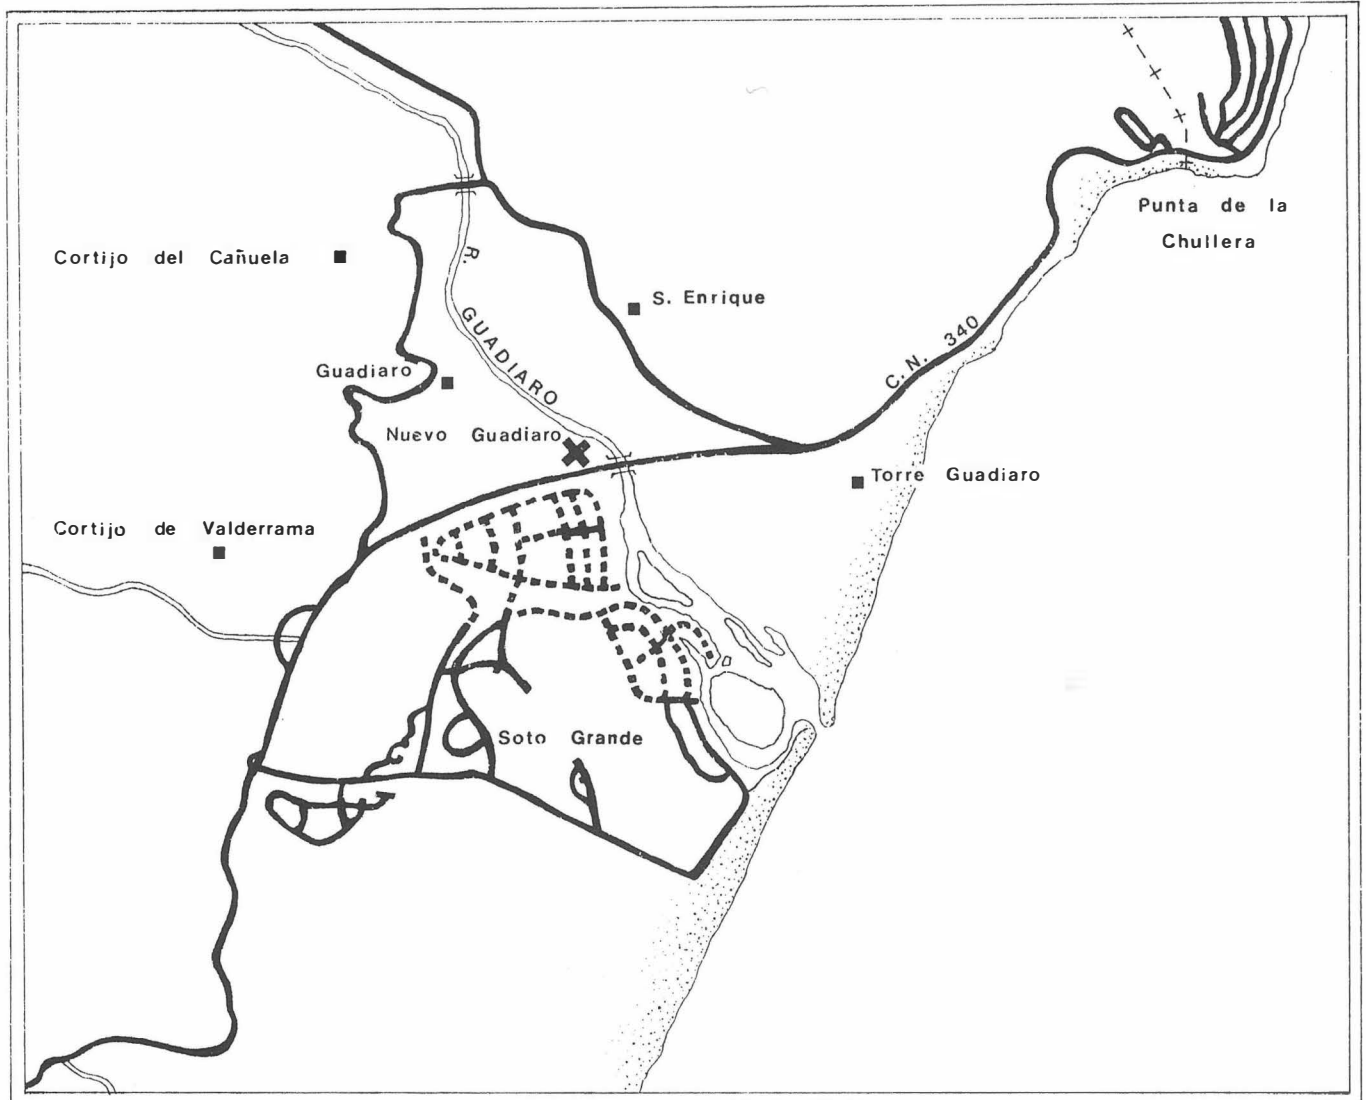 Punta de la
Chullera
Cortijo del Cañuela
R. GUADIARO
S. Enrique
C.N. 340
Guadiaro
Nuevo Guadiaro
Torre Guadiaro
Cortijo de Valderrama
Soto Grande